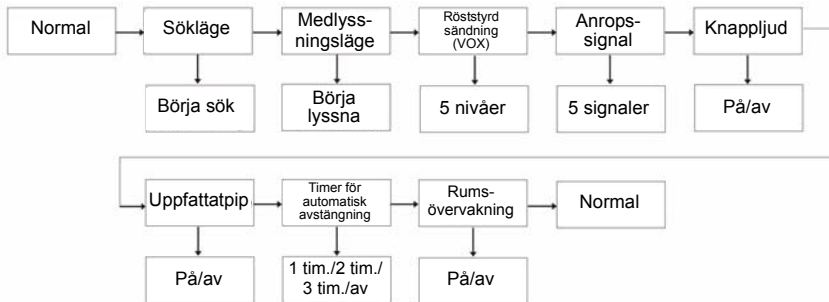 Normal
Sökläge
Medlyss-
ningsläge
Röststyrd
sändning
(VOX)
Anrops-
signal
Knappljud
Börja sök
Börja
lyssna
5 nivåer
5 signaler
På/av
Uppfattatpip
Timer för
automatisk
avstängning
Rums-
övervakning
Normal
På/av
1 tim./2 tim./
3 tim./av
På/av